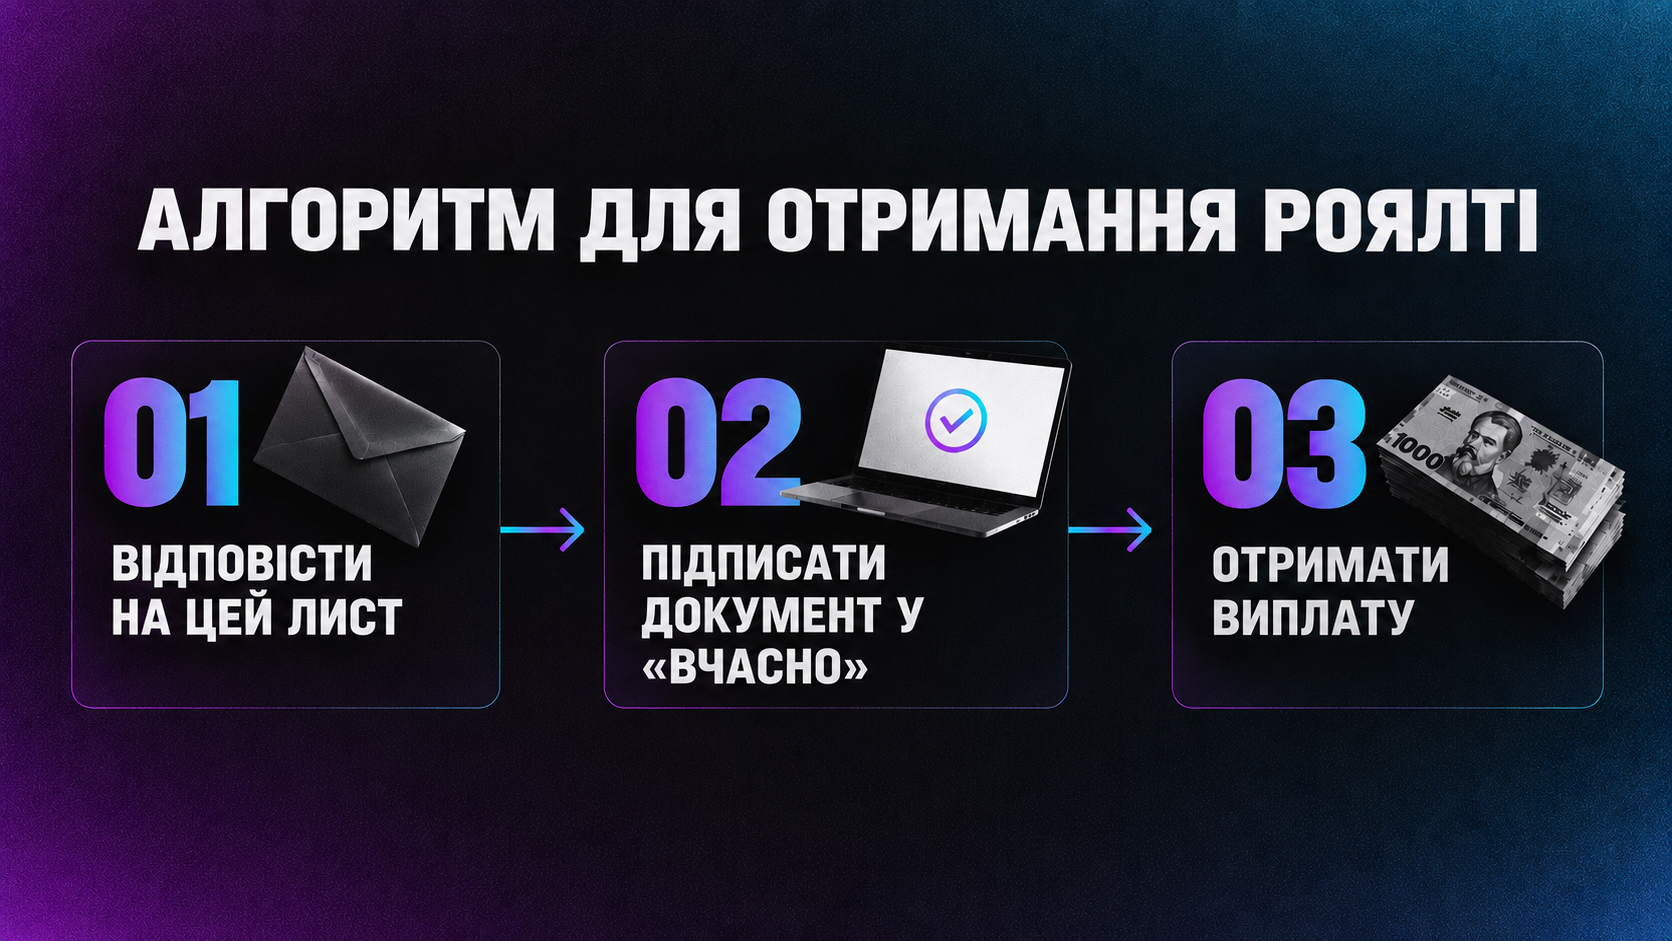 АЛГОРИТМ ДЛЯ ОТРИМАННЯ РОЯЛТІ
01
ВІДПОВІСТИ
НА ЦЕЙ ЛИСТ
02
ПІДПИСАТИ
ДОКУМЕНТ У
«ВЧАСНО»
03
ОТРИМАТИ
ВИПЛАТУ
1000